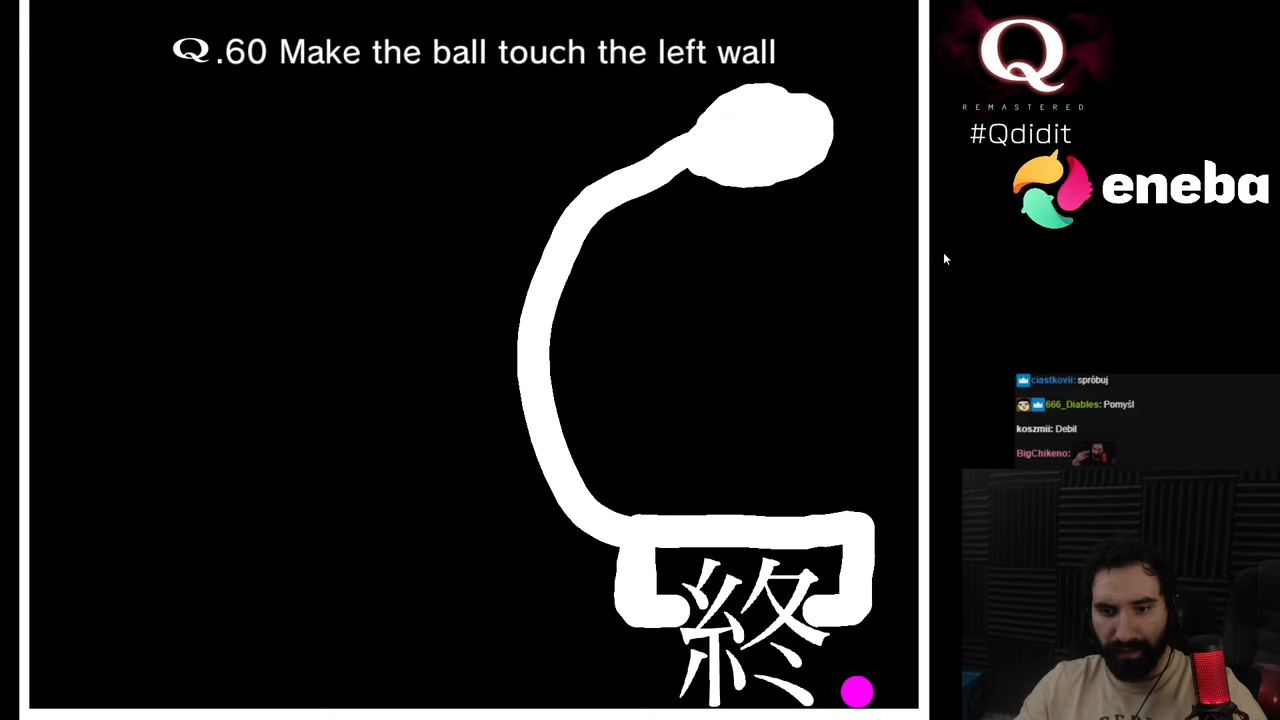 Q.60 Make the ball touch the left wall
Q
REMASTERED
#Qdidit
eneba
ciastkovii: spróbuj
666_Diables: Pomyśl
koszmii: Debil
BigChikeno:
終